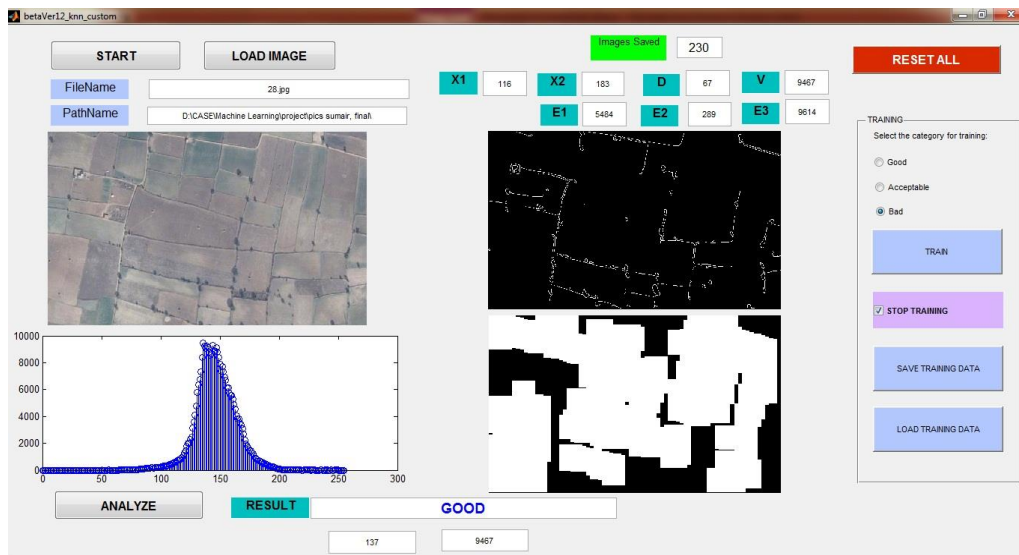 betaVer12_knn_custom
START
LOAD IMAGE
Images Saved
230
RESET ALL
FileName
28.jpg
X1
116
X2
183
D
67
V
9467
PathName
D:\CASE\Machine Learning\project\pics sumair, final\
E1
5484
E2
289
E3
9614
TRAINING
Select the category for training:
Good
Acceptable
Bad
TRAIN
STOP TRAINING
SAVE TRAINING DATA
LOAD TRAINING DATA
10000
8000
6000
4000
2000
0
0 50 100 150 200 250 300
ANALYZE
RESULT
GOOD
137
9467